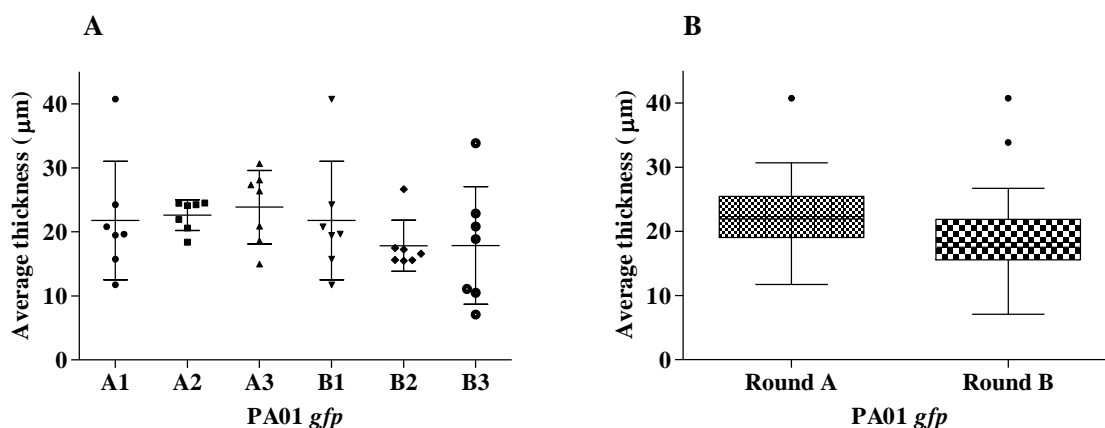 A
Average thickness (μm)
40
30
20
10
0
A1 A2 A3 B1 B2 B3
PA01 gfp
B
Average thickness (μm)
40
30
20
10
0
Round A Round B
PA01 gfp